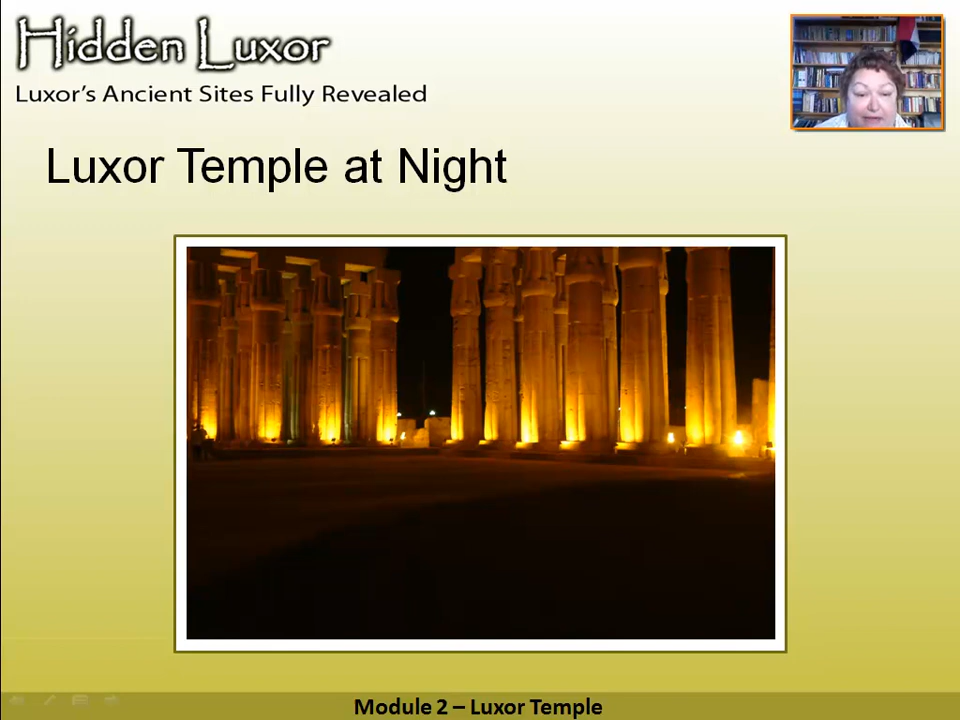 Hidden Luxor
Luxor's Ancient Sites Fully Revealed
Luxor Temple at Night
Module 2 – Luxor Temple